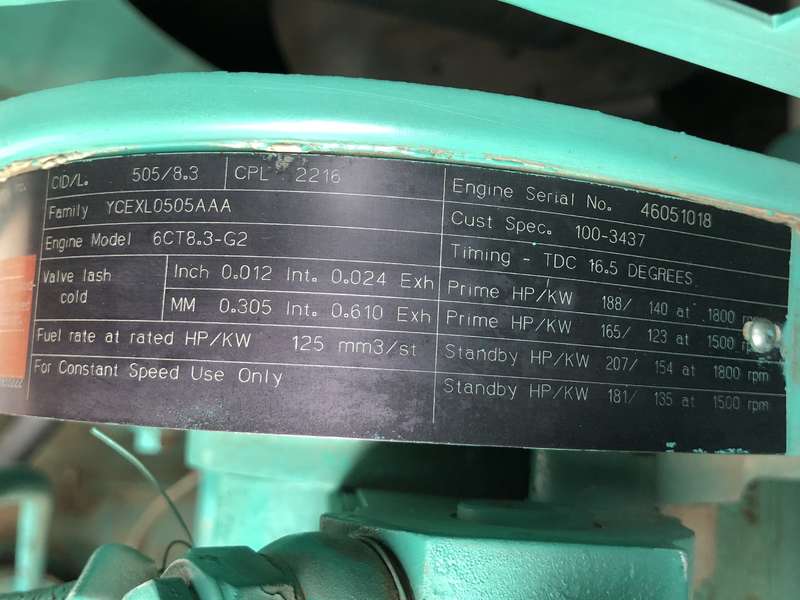 CID/L. 505/8.3 CPL 2216
Family YCEXL0505AAA
Engine Model 6CT8.3-G2
Valve lash cold
Inch 0.012 Int. 0.024 Exh
MM 0.305 Int. 0.610 Exh
Fuel rate at rated HP/KW 125 mm3/st
For Constant Speed Use Only
Engine Serial No. 46051018
Cust Spec. 100-3437
Timing - TDC 16.5 DEGREES
Prime HP/KW 188/ 140 at 1800 rpm
Prime HP/KW 165/ 123 at 1500 rpm
Standby HP/KW 207/ 154 at 1800 rpm
Standby HP/KW 181/ 135 at 1500 rpm